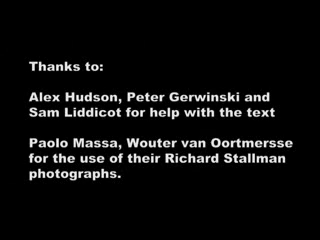 Thanks to:
Alex Hudson, Peter Gerwinski and
Sam Liddicot for help with the text
Paolo Massa, Wouter van Oortmersse
for the use of their Richard Stallman
photographs.